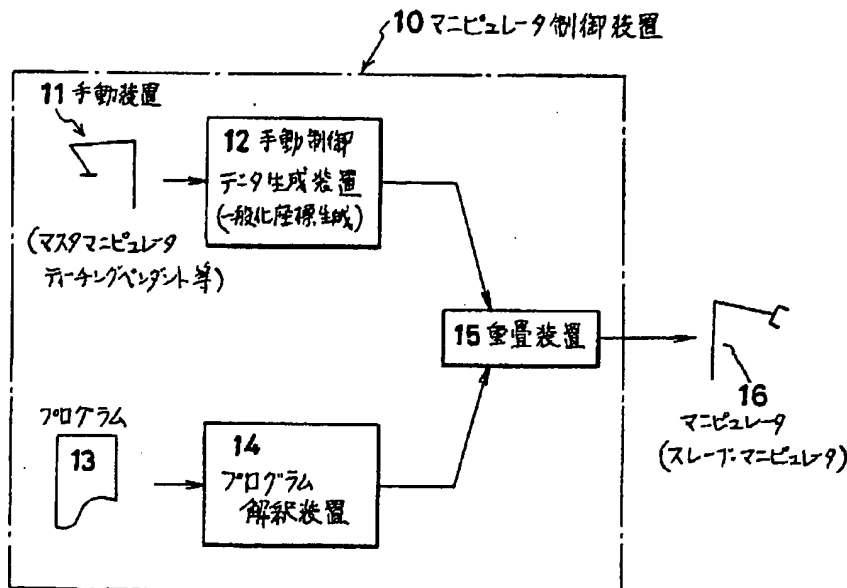 10 マニピュレータ制御装置
11 手動装置
12 手動制御
データ生成装置
(一般化座標生成)
(マスタマニピュレータ
ティーチングペンダント等)
15 重畳装置
16
マニピュレータ
(スレーブ・マニピュレータ)
プログラム
13
14
プログラム
解釈装置